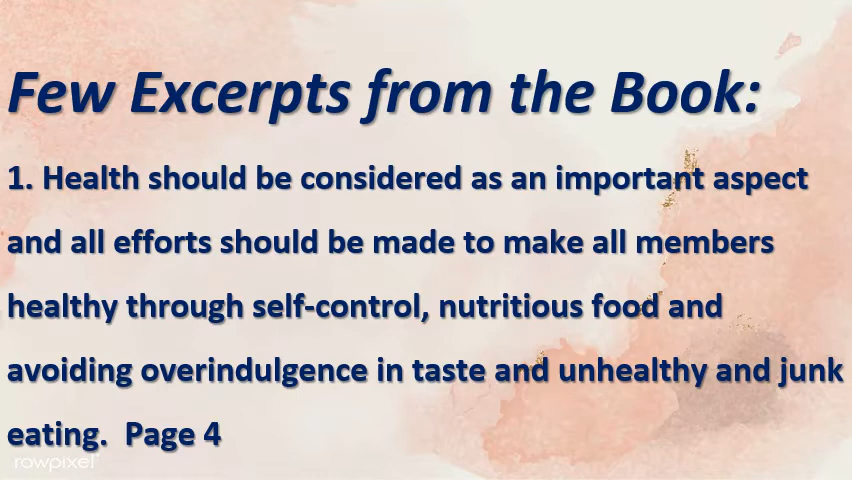 Few Excerpts from the Book:
1. Health should be considered as an important aspect
and all efforts should be made to make all members
healthy through self-control, nutritious food and
avoiding overindulgence in taste and unhealthy and junk
eating. Page 4
rawpixel